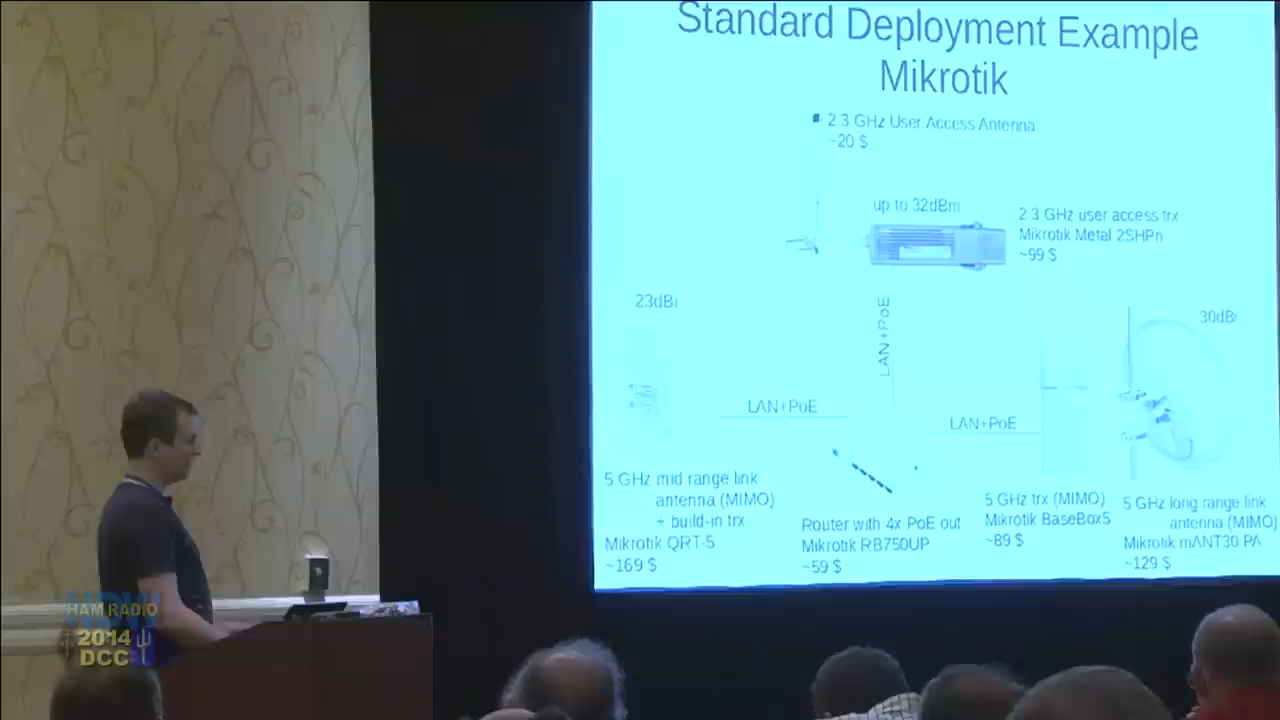 Standard Deployment Example
Mikrotik
2.3 GHz User Access Antenna
~20 $
up to 32dBm
2.3 GHz user access trx
Mikrotik Metal 2SHPn
~99 $
23dBi
30dBi
LAN+PoE
LAN+PoE
LAN+PoE
5 GHz mid range link
antenna (MIMO)
+ build-in trx
Mikrotik QRT-5
~169 $
Router with 4x PoE out
Mikrotik RB750UP
~59 $
5 GHz trx (MIMO)
Mikrotik BaseBox5
~89 $
5 GHz long range link
antenna (MIMO)
Mikrotik mANT30 PA
~129 $
HAM RADIO
2014
DCC